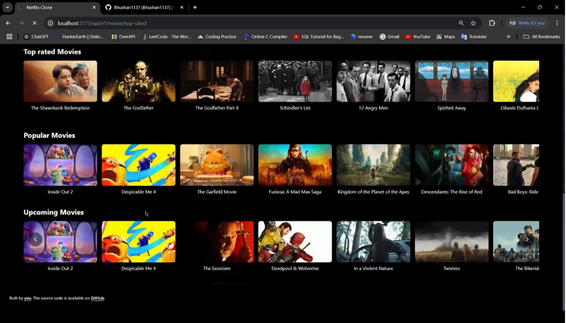 Netflix-Clone
Bhushan1137 (Bhushan1137) /
localhost:5173/api/v1/movie/top-rated
Verify it's you
ChatGPT
HackerEarth | Onlin...
OverAPI
LeetCode - The Wor...
Coding Practice
Online C Compiler
SQL Tutorial for Beg...
resume
Gmail
YouTube
Maps
Translate
All Bookmarks
Top rated Movies
The Shawshank Redemption
The Godfather
The Godfather Part II
Schindler's List
12 Angry Men
Spirited Away
Dilwale Dulhania L
Popular Movies
Inside Out 2
Despicable Me 4
The Garfield Movie
Furiosa: A Mad Max Saga
Kingdom of the Planet of the Apes
Descendants: The Rise of Red
Bad Boys: Ride
Upcoming Movies
Inside Out 2
Despicable Me 4
The Exorcism
Deadpool & Wolverine
In a Violent Nature
Twisters
The Bikerid
Built by you. The source code is available on GitHub.